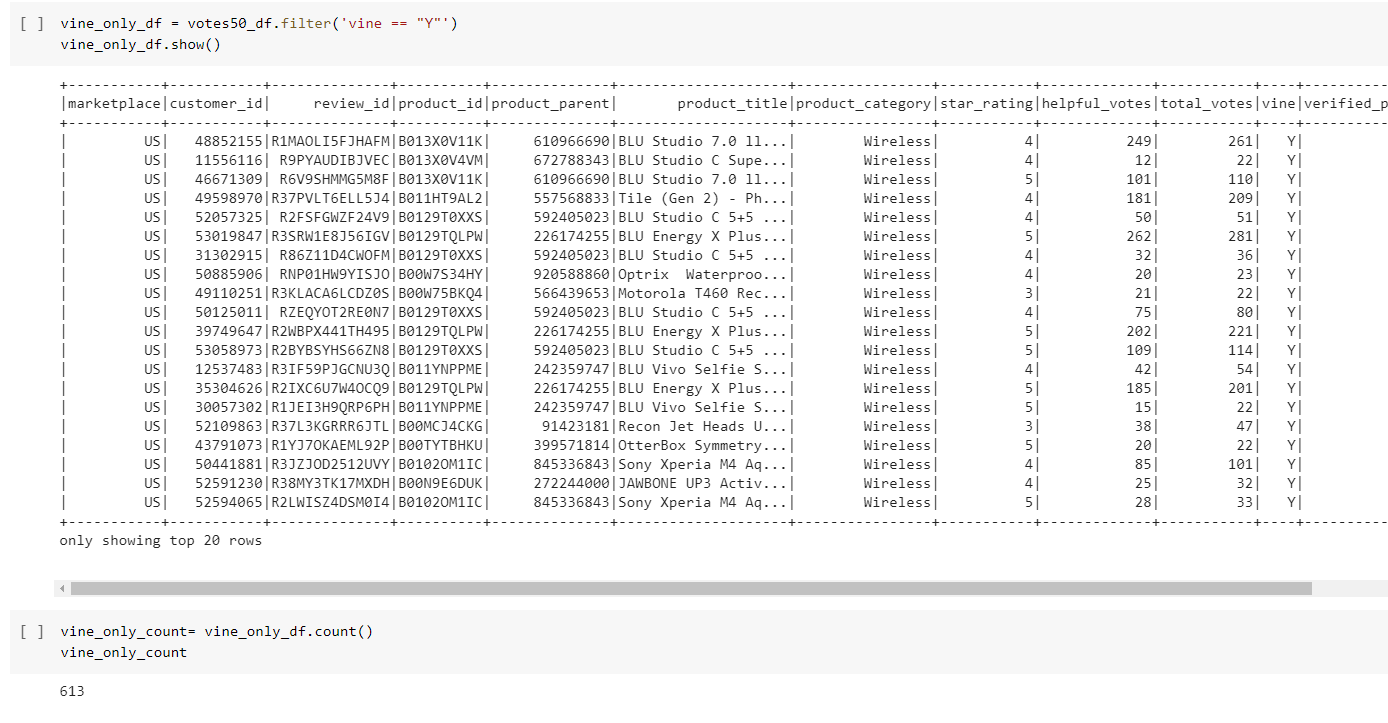 [ ] vine_only_df = votes50_df.filter('vine == "Y"')
vine_only_df.show()
+-----------+-----------+--------------+----------+--------------+--------------------+----------------+-----------+-------------+-----------+----+----------
|marketplace|customer_id|     review_id|product_id|product_parent|       product_title|product_category|star_rating|helpful_votes|total_votes|vine|verified_p
+-----------+-----------+--------------+----------+--------------+--------------------+----------------+-----------+-------------+-----------+----+----------
|         US|   48852155|R1MAOLI5FJHAFM|B013X0V11K|     610966690|BLU Studio 7.0 ll...|        Wireless|          4|          249|        261|   Y|
|         US|   11556116| R9PYAUDIBJVEC|B013X0V4VM|     672788343|BLU Studio C Supe...|        Wireless|          4|           12|         22|   Y|
|         US|   46671309| R6V9SHMMG5M8F|B013X0V11K|     610966690|BLU Studio 7.0 ll...|        Wireless|          5|          101|        110|   Y|
|         US|   49598970|R37PVLT6ELL5J4|B011HT9AL2|     557568833|Tile (Gen 2) - Ph...|        Wireless|          4|          181|        209|   Y|
|         US|   52057325| R2FSFGWZF24V9|B0129T0XXS|     592405023|BLU Studio C 5+5 ...|        Wireless|          4|           50|         51|   Y|
|         US|   53019847|R3SRW1E8J56IGV|B0129TQLPW|     226174255|BLU Energy X Plus...|        Wireless|          5|          262|        281|   Y|
|         US|   31302915| R86Z11D4CWOFM|B0129T0XXS|     592405023|BLU Studio C 5+5 ...|        Wireless|          4|           32|         36|   Y|
|         US|   50885906| RNP01HW9YISJO|B00W7S34HY|     920588860|Optrix  Waterproo...|        Wireless|          4|           20|         23|   Y|
|         US|   49110251|R3KLACA6LCDZ0S|B00W75BKQ4|     566439653|Motorola T460 Rec...|        Wireless|          3|           21|         22|   Y|
|         US|   50125011| RZEQYOT2RE0N7|B0129T0XXS|     592405023|BLU Studio C 5+5 ...|        Wireless|          4|           75|         80|   Y|
|         US|   39749647|R2WBPX441TH495|B0129TQLPW|     226174255|BLU Energy X Plus...|        Wireless|          5|          202|        221|   Y|
|         US|   53058973|R2BYBSYHS66ZN8|B0129T0XXS|     592405023|BLU Studio C 5+5 ...|        Wireless|          5|          109|        114|   Y|
|         US|   12537483|R3IF59PJGCNU3Q|B011YNPPME|     242359747|BLU Vivo Selfie S...|        Wireless|          4|           42|         54|   Y|
|         US|   35304626|R2IXC6U7W4OCQ9|B0129TQLPW|     226174255|BLU Energy X Plus...|        Wireless|          5|          185|        201|   Y|
|         US|   30057302|R1JEI3H9QRP6PH|B011YNPPME|     242359747|BLU Vivo Selfie S...|        Wireless|          5|           15|         22|   Y|
|         US|   52109863|R37L3KGRRR6JTL|B00MCJ4CKG|      91423181|Recon Jet Heads U...|        Wireless|          3|           38|         47|   Y|
|         US|   43791073|R1YJ7OKAEML92P|B00TYTBHKU|     399571814|OtterBox Symmetry...|        Wireless|          5|           20|         22|   Y|
|         US|   50441881|R3JZJOD2512UVY|B0102OM1IC|     845336843|Sony Xperia M4 Aq...|        Wireless|          4|           85|        101|   Y|
|         US|   52591230|R38MY3TK17MXDH|B00N9E6DUK|     272244000|JAWBONE UP3 Activ...|        Wireless|          4|           25|         32|   Y|
|         US|   52594065|R2LWISZ4DSM0I4|B0102OM1IC|     845336843|Sony Xperia M4 Aq...|        Wireless|          5|           28|         33|   Y|
+-----------+-----------+--------------+----------+--------------+--------------------+----------------+-----------+-------------+-----------+----+----------
only showing top 20 rows
[ ] vine_only_count= vine_only_df.count()
vine_only_count
613